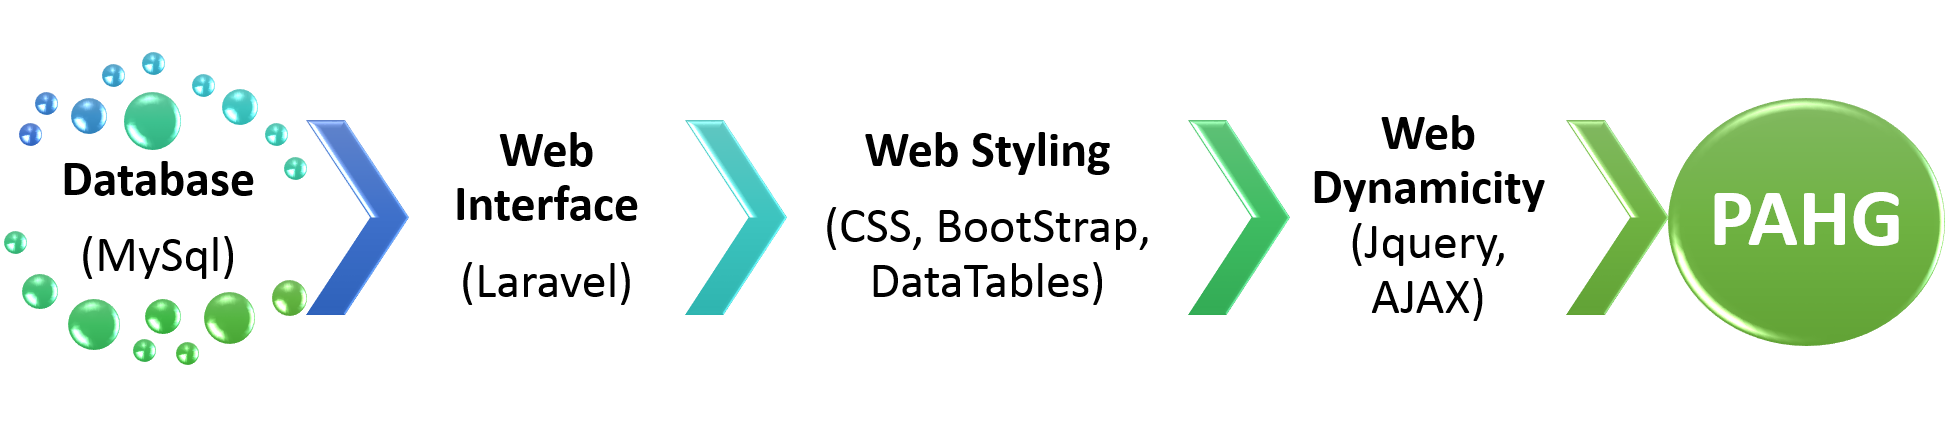 Database
(MySql)
Web
Interface
(Laravel)
Web Styling
(CSS, BootStrap,
DataTables)
Web
Dynamicity
(Jquery,
AJAX)
PAHG